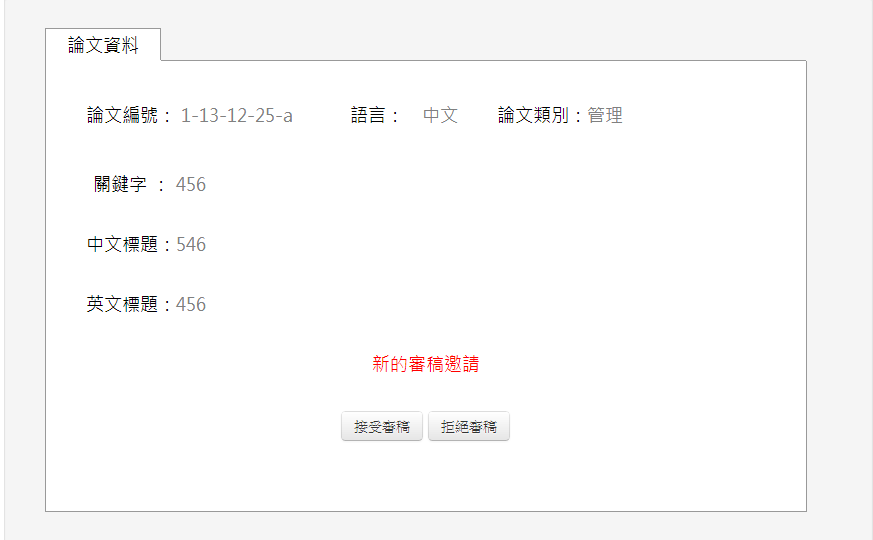 論文資料
論文編號： 1-13-12-25-a 語言： 中文 論文類別：管理
關鍵字 ： 456
中文標題：546
英文標題：456
新的審稿邀請
接受審稿 拒絕審稿